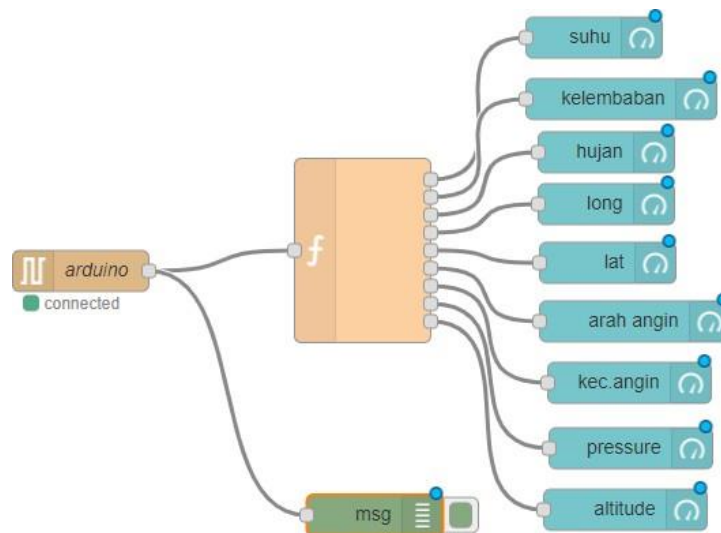 suhu
kelembaban
hujan
long
lat
arduino
connected
arah angin
kec.angin
pressure
altitude
msg